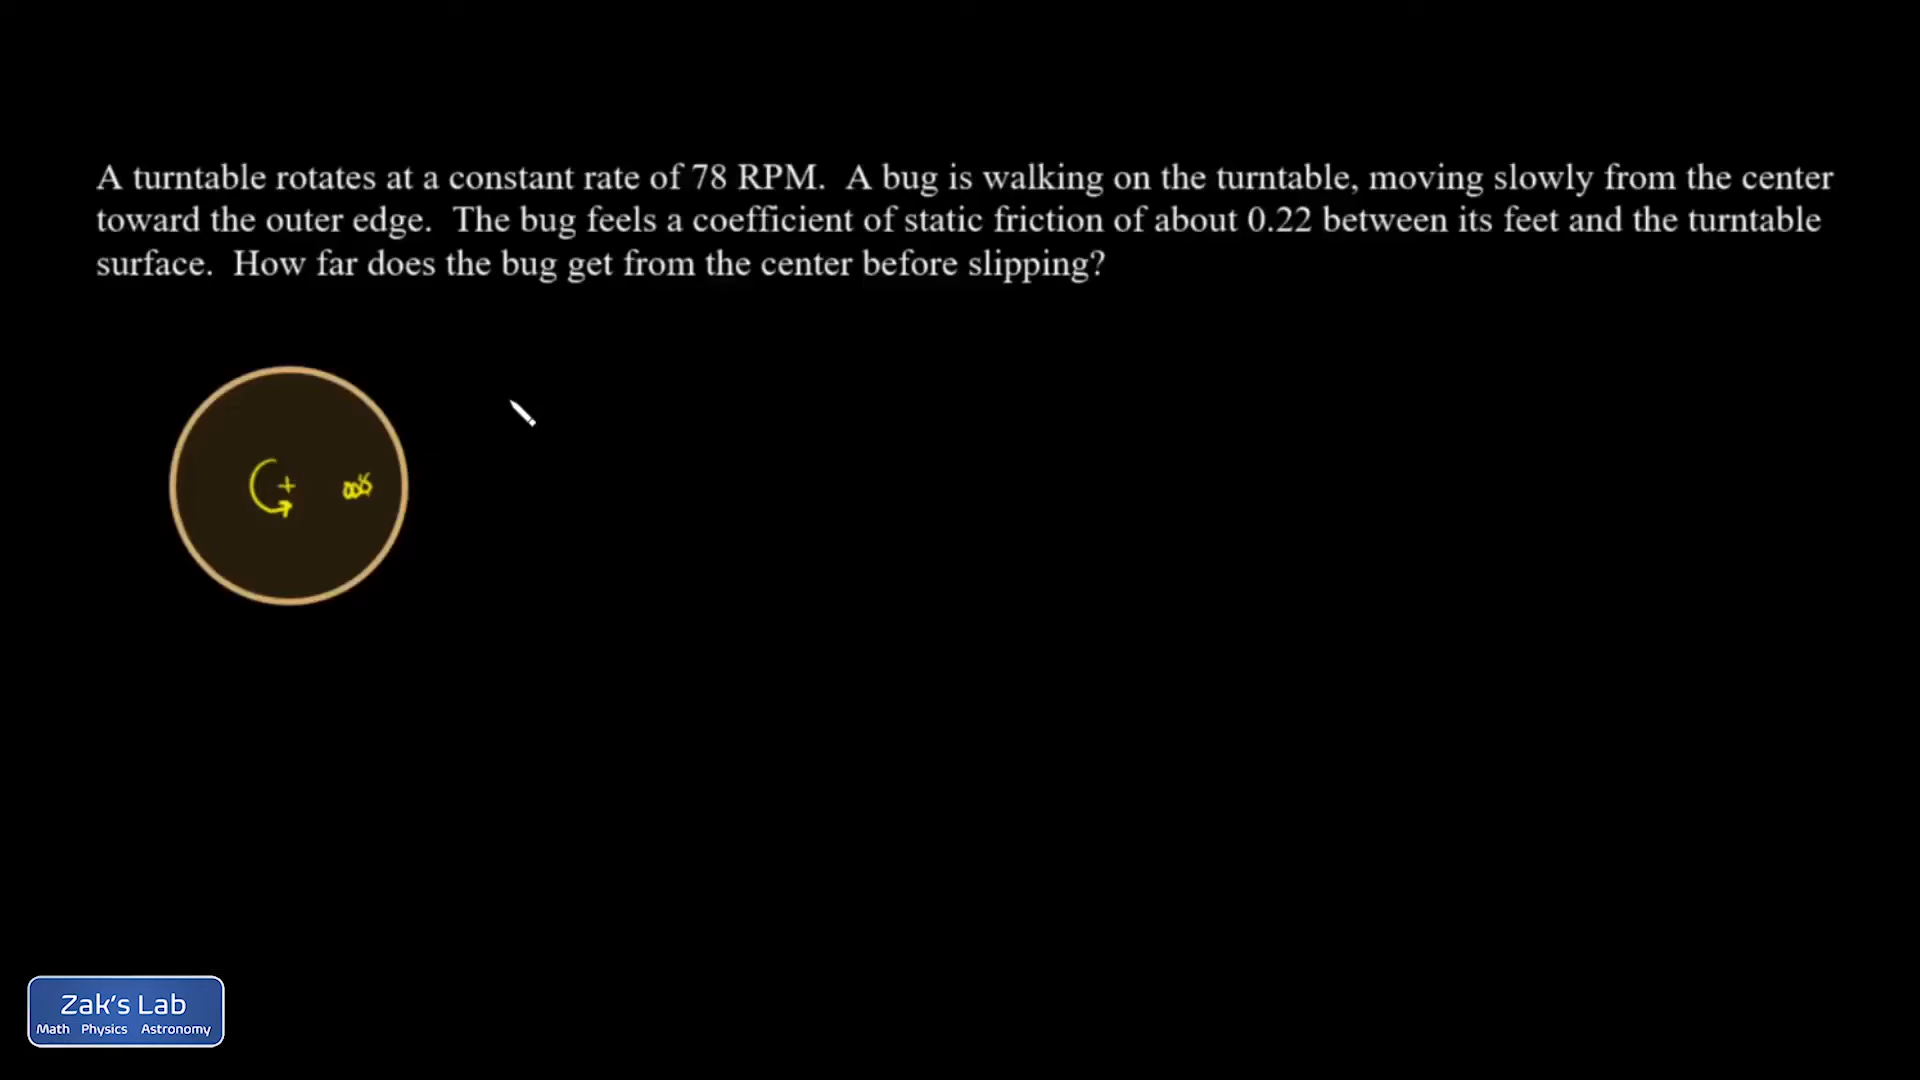 A turntable rotates at a constant rate of 78 RPM.  A bug is walking on the turntable, moving slowly from the center
toward the outer edge.  The bug feels a coefficient of static friction of about 0.22 between its feet and the turntable
surface.  How far does the bug get from the center before slipping?
Zak's Lab
Math Physics Astronomy